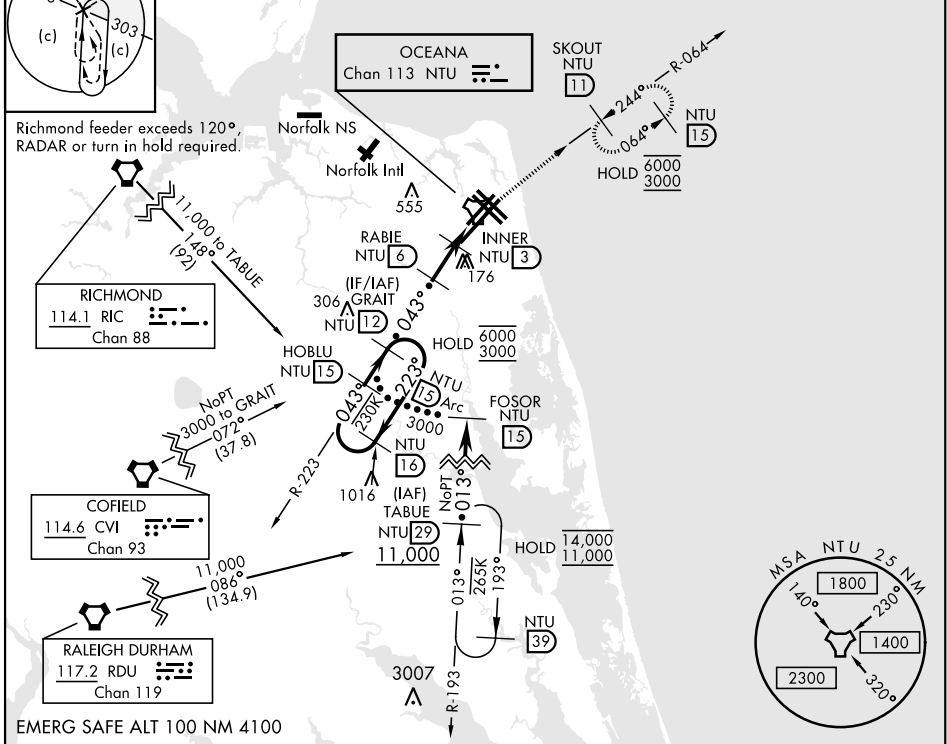 303
(c)
(c)
Richmond feeder exceeds 120°,
RADAR or turn in hold required.
OCEANA
Chan 113 NTU
SKOUT
NTU
11
R-064
244°
064°
NTU
15
HOLD 6000
3000
Norfolk NS
Norfolk Intl
555
11,000 to TABUE
148°
(92)
RICHMOND
114.1 RIC
Chan 88
RABIE
NTU 6
INNER
NTU 3
176
(IF/IAF)
GRAIT
NTU 12
306
043°
HOLD 6000
3000
HOBLU
NTU 15
043°
230K
223°
NTU
15 Arc
3000
FOSOR
NTU
15
NoPT
3000 to GRAIT
072°
(37.8)
R-223
NTU
16
1016
COFIELD
114.6 CVI
Chan 93
(IAF)
TABUE
NTU 29
11,000
NoPT
013°
HOLD 14,000
11,000
013°
265K
193°
NTU
39
11,000
086°
(134.9)
RALEIGH DURHAM
117.2 RDU
Chan 119
3007
R-193
EMERG SAFE ALT 100 NM 4100
MSA NTU 25 NM
1800
140°
230°
1400
2300
320°